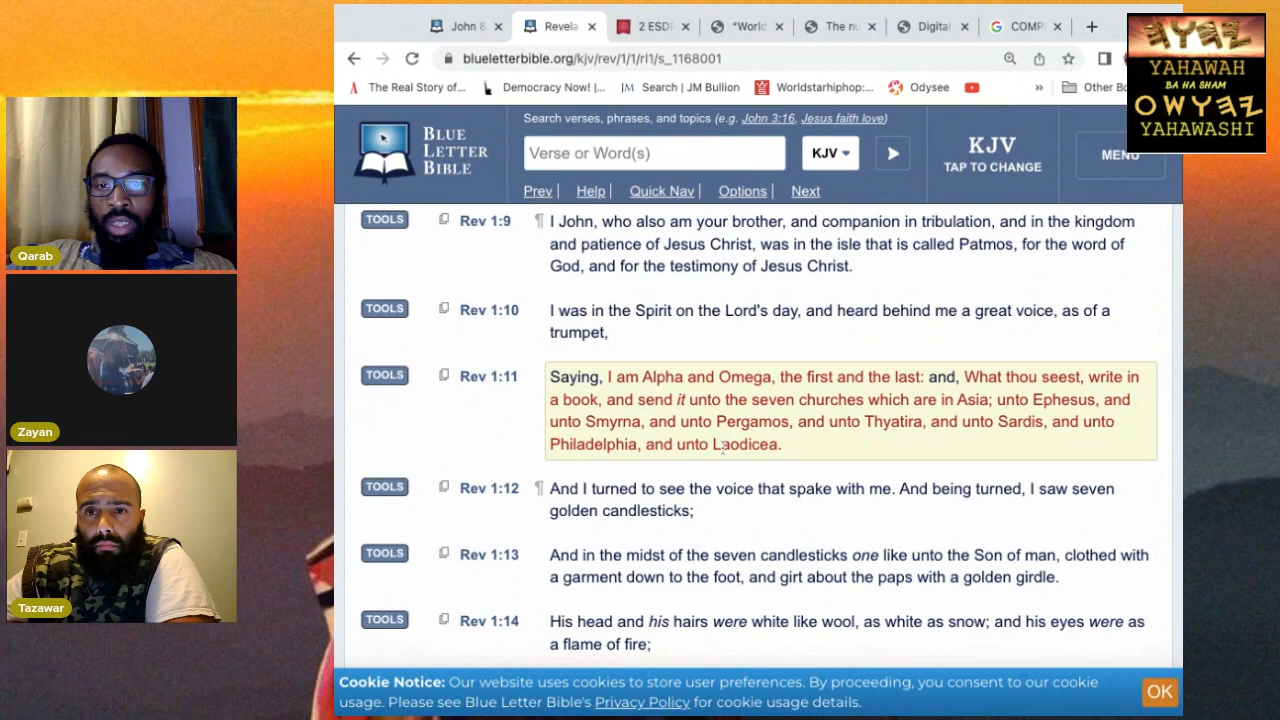 John 8
Revela
2 ESDF
"World
The nu
Digital
COMP
blueletterbible.org/kjv/rev/1/1/rl1/s_1168001
The Real Story of...
Democracy Now! |...
JM Search | JM Bullion
Worldstarhiphop:...
Odysee
»
Other Bo
YAHAWAH
BA HA SHAM
YAHAWASHI
BLUE
LETTER
BIBLE
Search verses, phrases, and topics (e.g. John 3:16, Jesus faith love)
Verse or Word(s)
KJV
KJV
TAP TO CHANGE
MENU
Prev | Help | Quick Nav | Options | Next
TOOLS Rev 1:9 ¶ I John, who also am your brother, and companion in tribulation, and in the kingdom
and patience of Jesus Christ, was in the isle that is called Patmos, for the word of
God, and for the testimony of Jesus Christ.
TOOLS Rev 1:10 I was in the Spirit on the Lord's day, and heard behind me a great voice, as of a
trumpet,
TOOLS Rev 1:11 Saying, I am Alpha and Omega, the first and the last: and, What thou seest, write in
a book, and send it unto the seven churches which are in Asia; unto Ephesus, and
unto Smyrna, and unto Pergamos, and unto Thyatira, and unto Sardis, and unto
Philadelphia, and unto Laodicea.
TOOLS Rev 1:12 ¶ And I turned to see the voice that spake with me. And being turned, I saw seven
golden candlesticks;
TOOLS Rev 1:13 And in the midst of the seven candlesticks one like unto the Son of man, clothed with
a garment down to the foot, and girt about the paps with a golden girdle.
TOOLS Rev 1:14 His head and his hairs were white like wool, as white as snow; and his eyes were as
a flame of fire;
Cookie Notice: Our website uses cookies to store user preferences. By proceeding, you consent to our cookie
usage. Please see Blue Letter Bible's Privacy Policy for cookie usage details.
OK
Qarab
Zayan
Tazawar